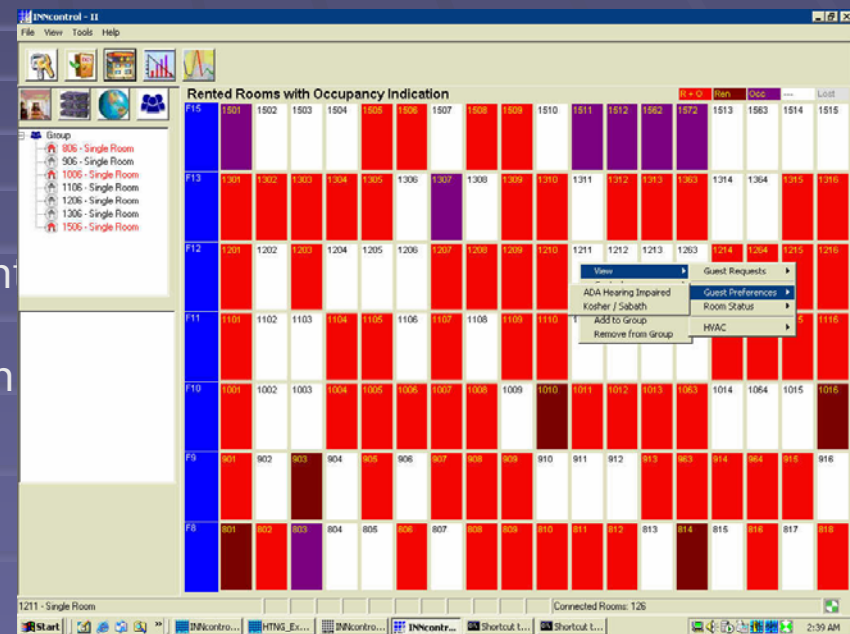 INNcontrol - II
File View Tools Help
Rented Rooms with Occupancy Indication
R + O Ren Occ --- Lost
Group
806 - Single Room
906 - Single Room
1006 - Single Room
1106 - Single Room
1206 - Single Room
1306 - Single Room
1506 - Single Room
F15 1501 1502 1503 1504 1505 1506 1507 1508 1509 1510 1511 1512 1562 1572 1513 1563 1514 1515
F13 1301 1302 1303 1304 1305 1306 1307 1308 1309 1310 1311 1312 1313 1363 1314 1364 1315 1316
F12 1201 1202 1203 1204 1205 1206 1207 1208 1209 1210 1211 1212 1213 1263 1214 1264 1215 1216
View Guest Requests
ADA Hearing Impaired Guest Preferences
Kosher / Sabath Room Status
Add to Group HVAC
Remove from Group
F11 1101 1102 1103 1104 1105 1106 1107 1108 1109 1110 1 5 1116
F10 1001 1002 1003 1004 1005 1006 1007 1008 1009 1010 1011 1012 1013 1063 1014 1064 1015 1016
F9 901 902 903 904 905 906 907 908 909 910 911 912 913 963 914 964 915 916
F8 801 802 803 804 805 806 807 808 809 810 811 812 813 814 815 816 817 818
nt
n
1211 - Single Room Connected Rooms: 126
Start INNcontro... HTNG_Ex... INNcontro... INNcontr... Shortcut t... Shortcut t... 2:39 AM